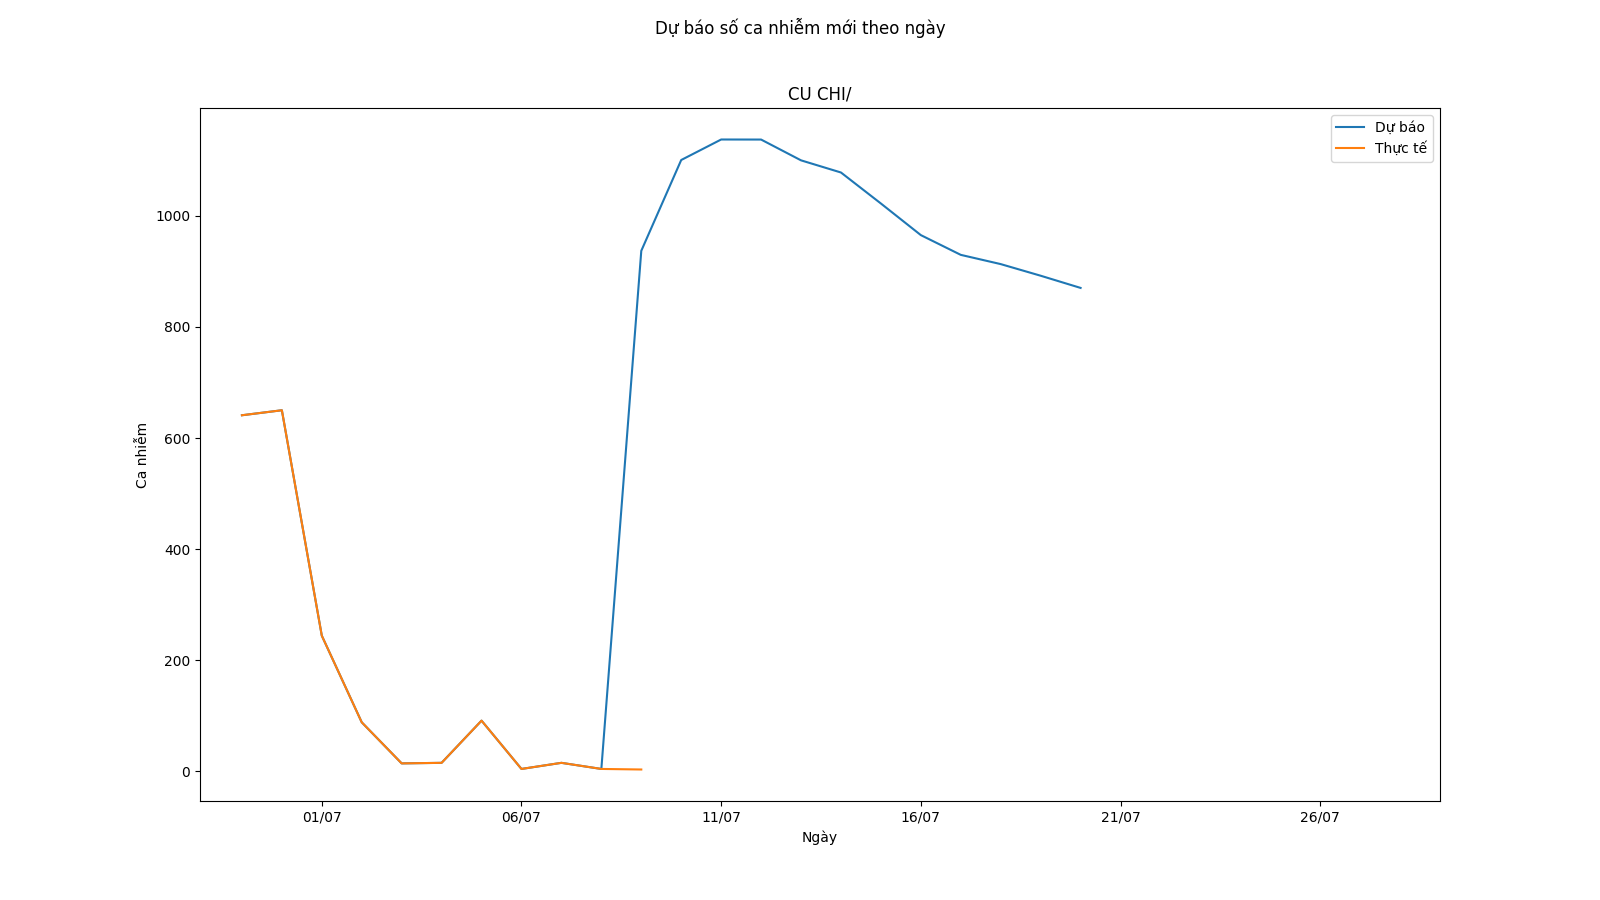 Dự báo số ca nhiễm mới theo ngày
CU CHI/
Dự báo
Thực tế
1000
800
600
400
200
0
Ca nhiễm
01/07
06/07
11/07
16/07
21/07
26/07
Ngày